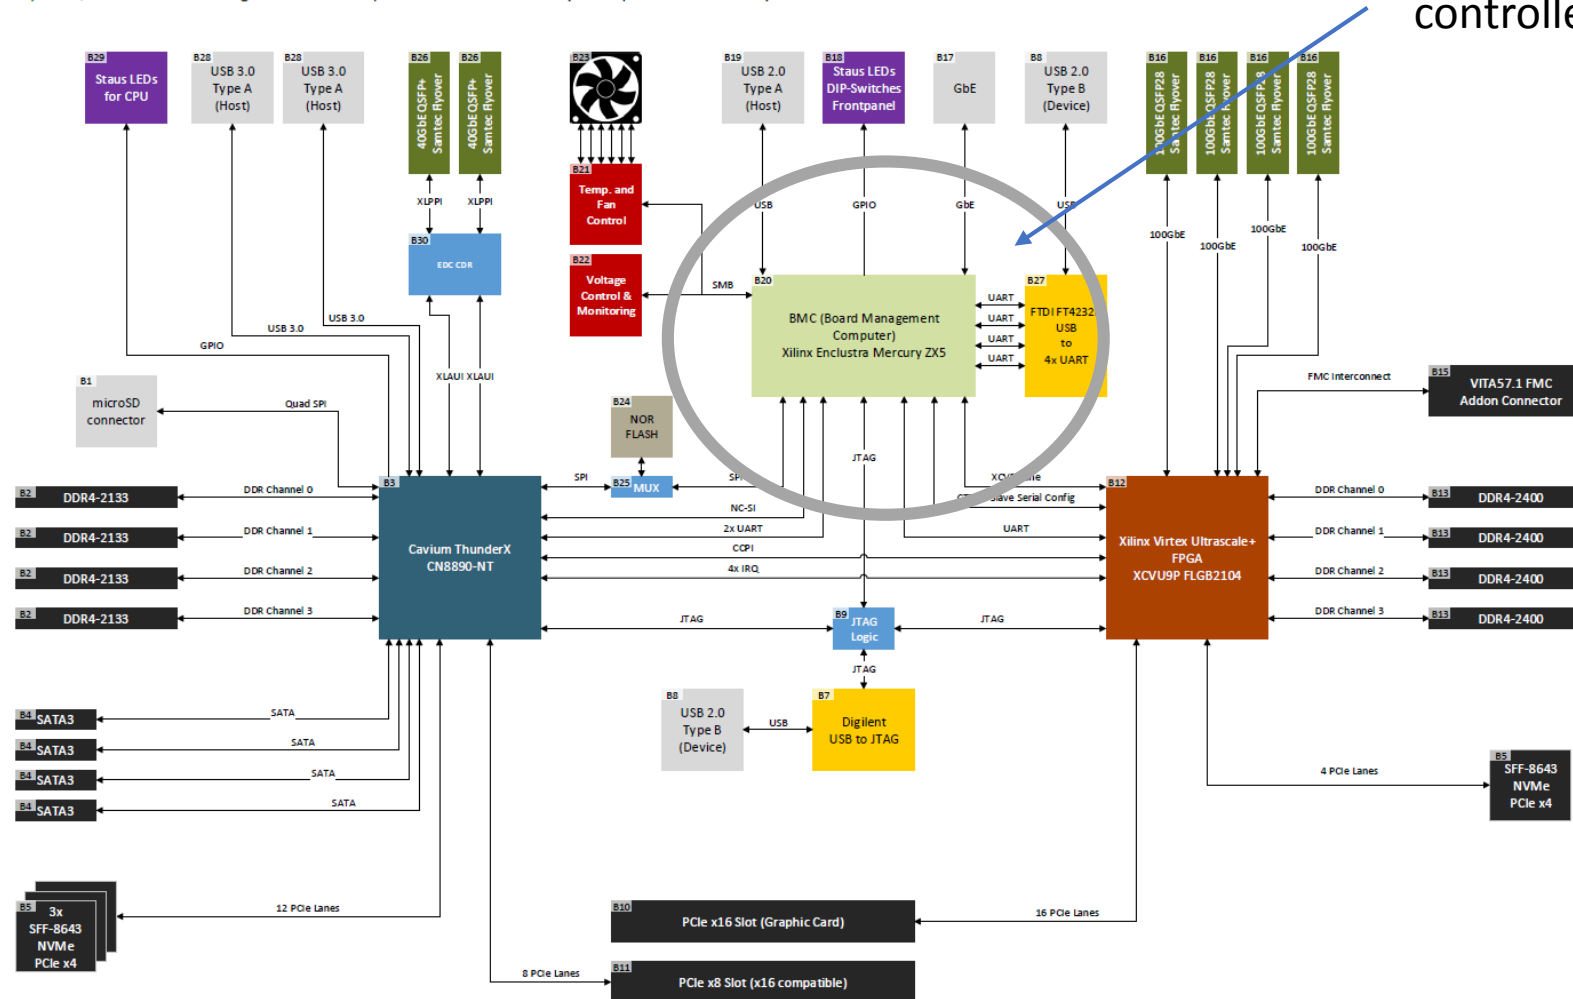 controlle
B29
Staus LEDs
for CPU
B28
USB 3.0
Type A
(Host)
B28
USB 3.0
Type A
(Host)
B26
40GbE QSFP+
Samtec Flyover
B26
40GbE QSFP+
Samtec Flyover
B23
B19
USB 2.0
Type A
(Host)
B18
Staus LEDs
DIP-Switches
Frontpanel
B17
GbE
B8
USB 2.0
Type B
(Device)
B16
100GbE QSFP28
Samtec Flyover
B16
100GbE QSFP28
Samtec Flyover
B16
100GbE QSFP28
Samtec Flyover
B16
100GbE QSFP28
Samtec Flyover
B21
Temp. and
Fan
Control
XLPPI
XLPPI
USB
GPIO
GbE
USB
100GbE
100GbE
100GbE
100GbE
B30
EDC CDR
B22
Voltage
Control &
Monitoring
SMB
B20
BMC (Board Management
Computer)
Xilinx Enclustra Mercury ZX5
UART
UART
UART
UART
B27
FTDI FT4232
USB
to
4x UART
USB 3.0
USB 3.0
GPIO
XLAUI XLAUI
B1
microSD
connector
Quad SPI
B24
NOR
FLASH
JTAG
FMC Interconnect
B15
VITA57.1 FMC
Addon Connector
SPI
B25 MUX
B3
Cavium ThunderX
CN8890-NT
Slave Serial Config
NC-SI
2x UART
UART
CCPI
4x IRQ
B12
Xilinx Virtex Ultrascale+
FPGA
XCVU9P FLGB2104
B2 DDR4-2133
DDR Channel 0
B2 DDR4-2133
DDR Channel 1
B2 DDR4-2133
DDR Channel 2
B2 DDR4-2133
DDR Channel 3
DDR Channel 0
B13 DDR4-2400
DDR Channel 1
B13 DDR4-2400
DDR Channel 2
B13 DDR4-2400
DDR Channel 3
B13 DDR4-2400
JTAG
B9
JTAG
Logic
JTAG
JTAG
B8
USB 2.0
Type B
(Device)
USB
B7
Digilent
USB to JTAG
B4 SATA3
SATA
B4 SATA3
SATA
B4 SATA3
SATA
B4 SATA3
SATA
4 PCIe Lanes
B5
SFF-8643
NVMe
PCIe x4
B5
3x
SFF-8643
NVMe
PCIe x4
12 PCIe Lanes
B10
PCIe x16 Slot (Graphic Card)
16 PCIe Lanes
8 PCIe Lanes
B11
PCIe x8 Slot (x16 compatible)